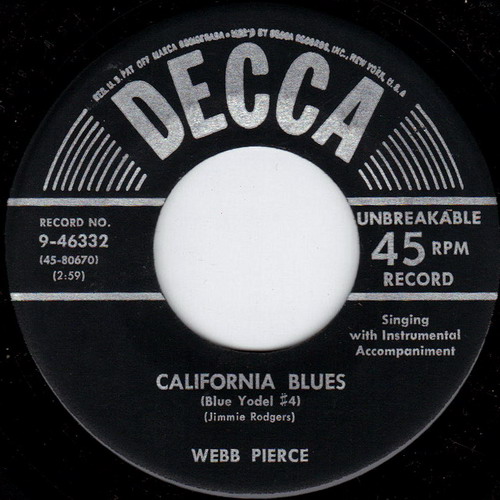 REG. U.S. PAT OFF MARCA REGISTRADA • MFR'D BY DECCA RECORDS, INC., NEW YORK, U.S.A
DECCA
RECORD NO.
9-46332
(45-80670)
(2:59)
UNBREAKABLE
45 RPM
RECORD
Singing
with Instrumental
Accompaniment
CALIFORNIA BLUES
(Blue Yodel #4)
(Jimmie Rodgers)
WEBB PIERCE